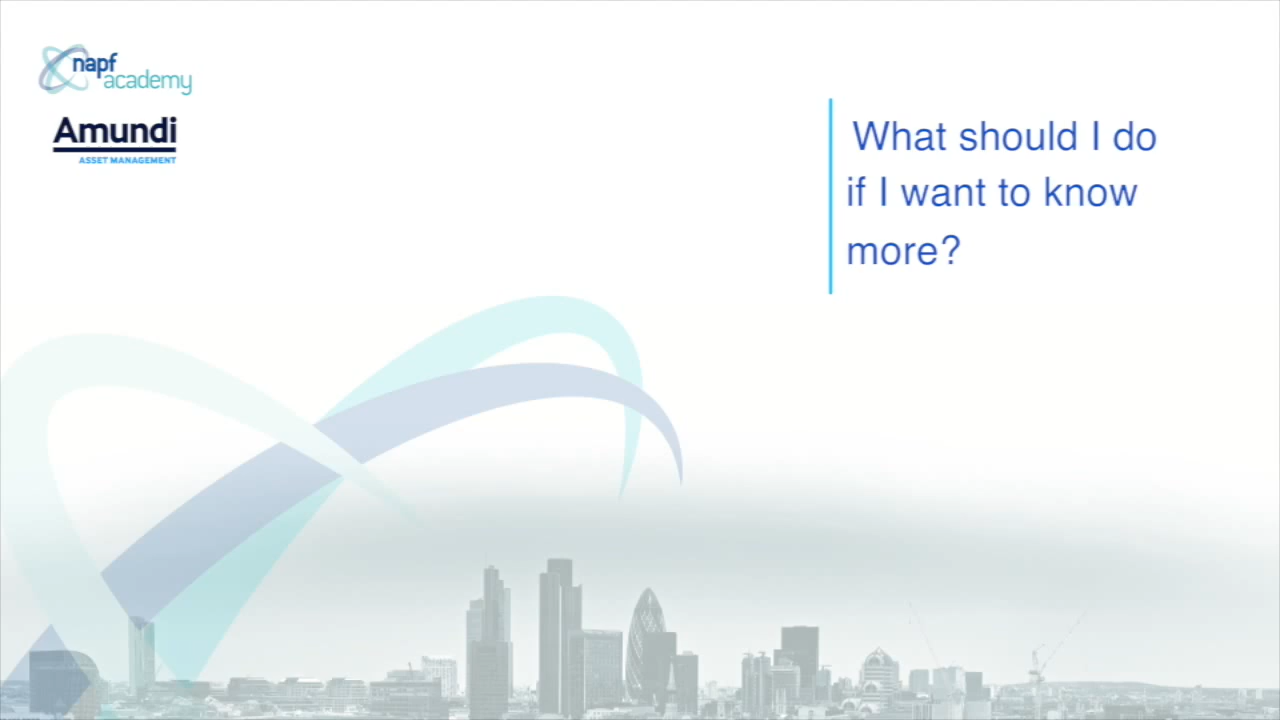 napf
academy
Amundi
ASSET MANAGEMENT
What should I do
if I want to know
more?